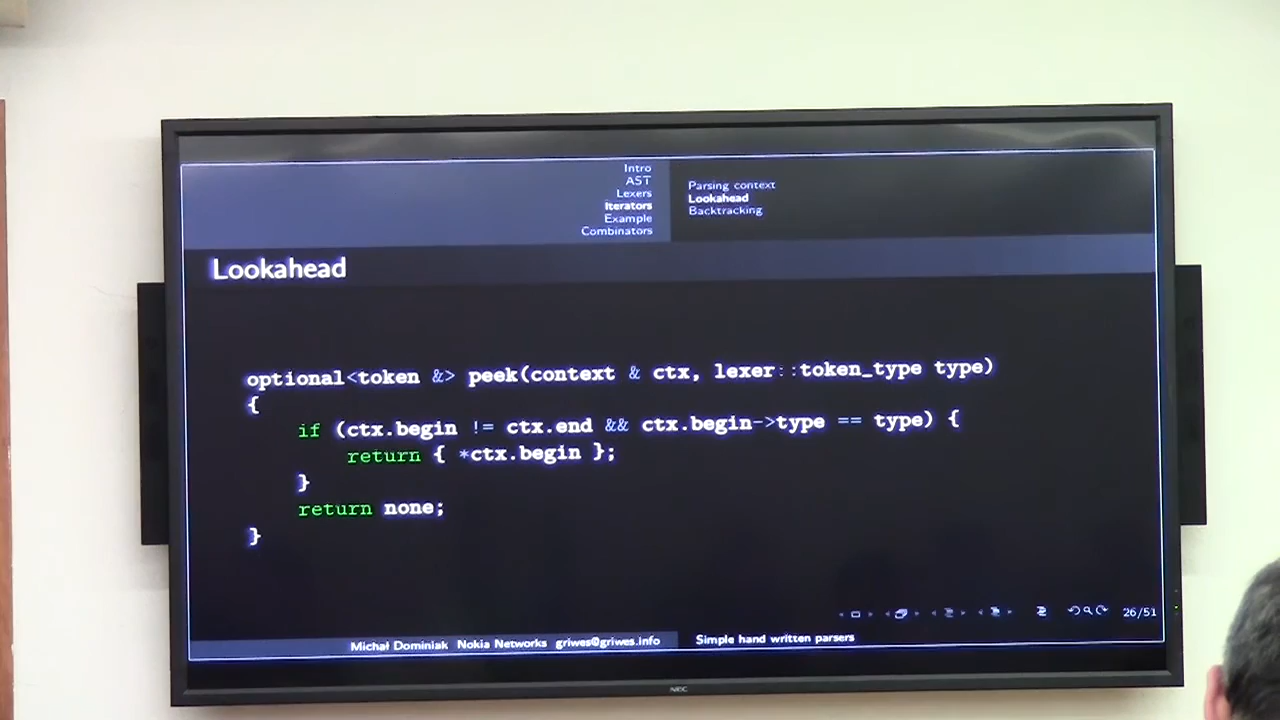 Intro
AST
Lexers
Iterators
Example
Combinators
Parsing context
Lookahead
Backtracking
Lookahead
optional<token &> peek(context & ctx, lexer::token_type type)
{
if (ctx.begin != ctx.end && ctx.begin->type == type) {
return { *ctx.begin };
}
return none;
}
26/51
Michał Dominiak Nokia Networks griwes@griwes.info
Simple hand written parsers
NEC